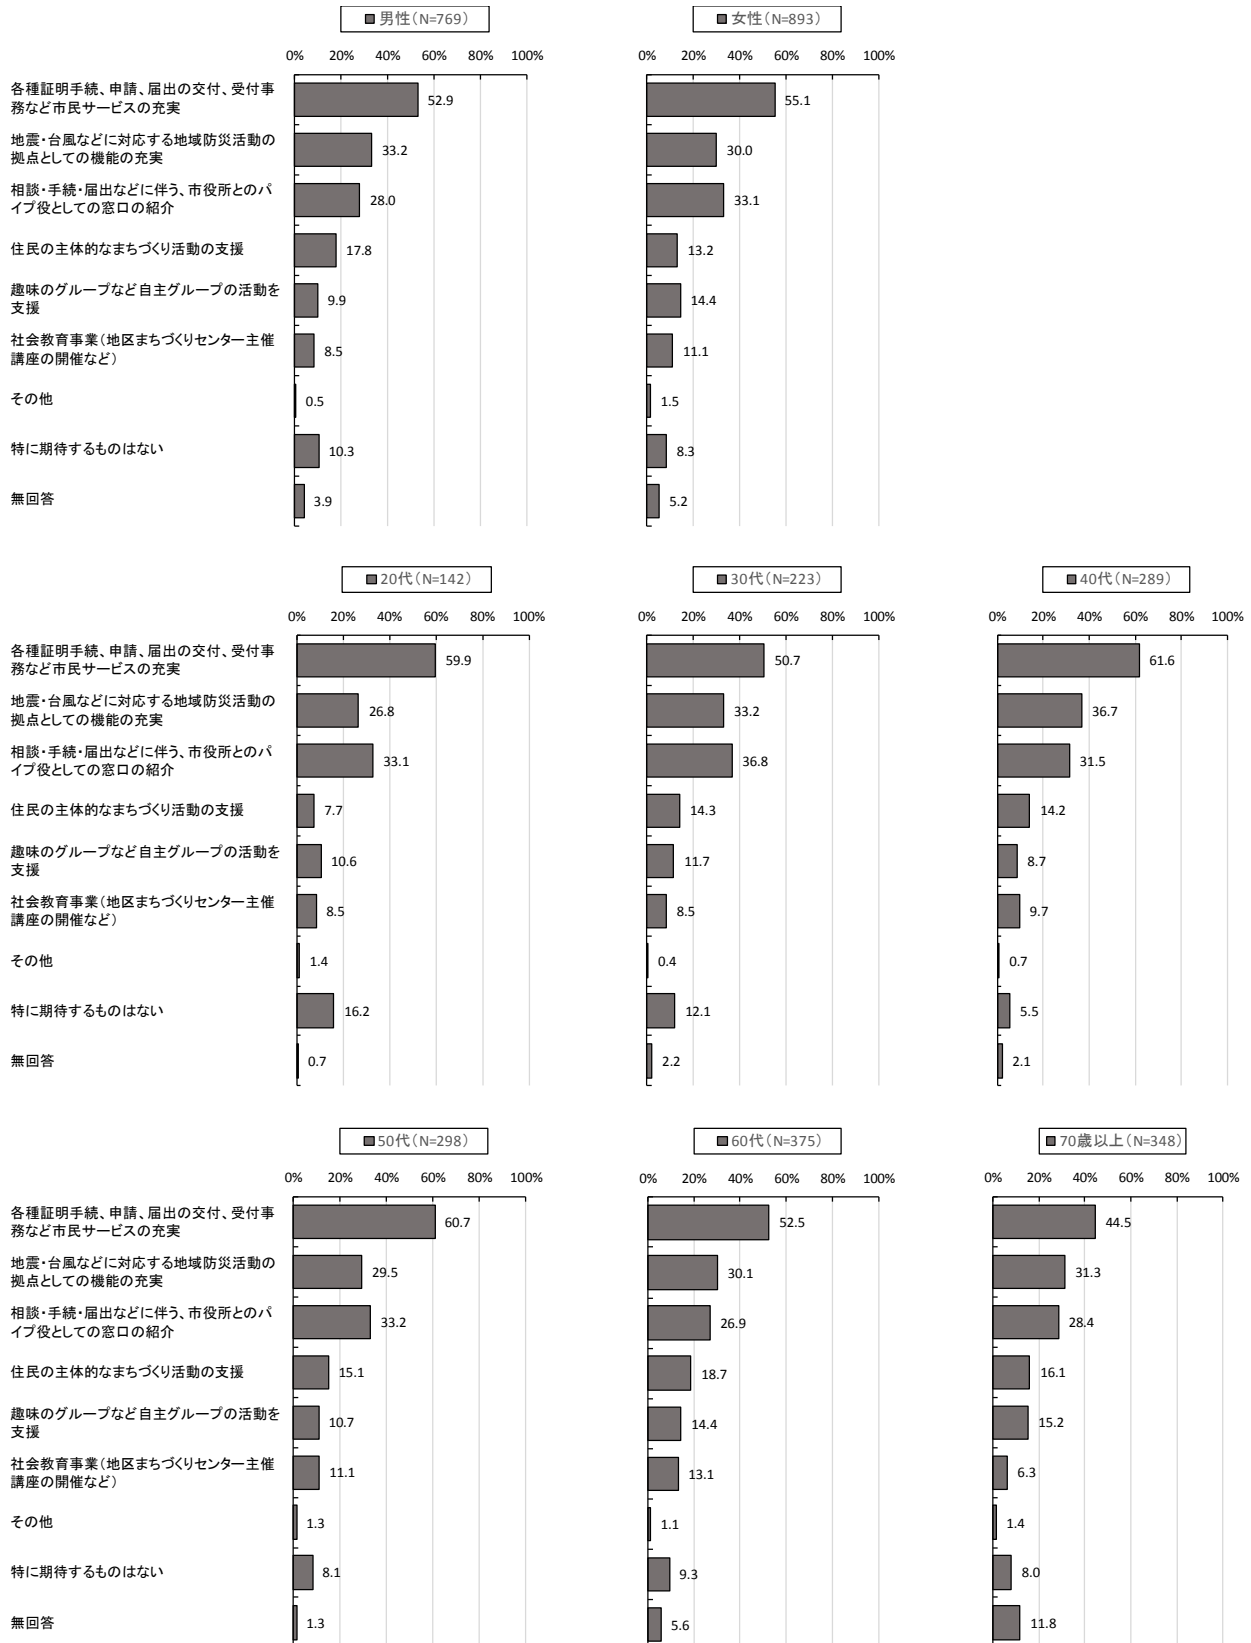 男性(N=769)
女性(N=893)
0% 20% 40% 60% 80% 100%
0% 20% 40% 60% 80% 100%
各種証明手続、申請、届出の交付、受付事
務など市民サービスの充実
52.9
55.1
地震・台風などに対応する地域防災活動の
拠点としての機能の充実
33.2
30.0
相談・手続・届出などに伴う、市役所とのパ
イプ役としての窓口の紹介
28.0
33.1
住民の主体的なまちづくり活動の支援
17.8
13.2
趣味のグループなど自主グループの活動を
支援
9.9
14.4
社会教育事業(地区まちづくりセンター主催
講座の開催など)
8.5
11.1
その他
0.5
1.5
特に期待するものはない
10.3
8.3
無回答
3.9
5.2
20代(N=142)
30代(N=223)
40代(N=289)
0% 20% 40% 60% 80% 100%
0% 20% 40% 60% 80% 100%
0% 20% 40% 60% 80% 100%
各種証明手続、申請、届出の交付、受付事
務など市民サービスの充実
59.9
50.7
61.6
地震・台風などに対応する地域防災活動の
拠点としての機能の充実
26.8
33.2
36.7
相談・手続・届出などに伴う、市役所とのパ
イプ役としての窓口の紹介
33.1
36.8
31.5
住民の主体的なまちづくり活動の支援
7.7
14.3
14.2
趣味のグループなど自主グループの活動を
支援
10.6
11.7
8.7
社会教育事業(地区まちづくりセンター主催
講座の開催など)
8.5
8.5
9.7
その他
1.4
0.4
0.7
特に期待するものはない
16.2
12.1
5.5
無回答
0.7
2.2
2.1
50代(N=298)
60代(N=375)
70歳以上(N=348)
0% 20% 40% 60% 80% 100%
0% 20% 40% 60% 80% 100%
0% 20% 40% 60% 80% 100%
各種証明手続、申請、届出の交付、受付事
務など市民サービスの充実
60.7
52.5
44.5
地震・台風などに対応する地域防災活動の
拠点としての機能の充実
29.5
30.1
31.3
相談・手続・届出などに伴う、市役所とのパ
イプ役としての窓口の紹介
33.2
26.9
28.4
住民の主体的なまちづくり活動の支援
15.1
18.7
16.1
趣味のグループなど自主グループの活動を
支援
10.7
14.4
15.2
社会教育事業(地区まちづくりセンター主催
講座の開催など)
11.1
13.1
6.3
その他
1.3
1.1
1.4
特に期待するものはない
8.1
9.3
8.0
無回答
1.3
5.6
11.8